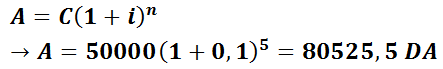 A = C(1 + i)ⁿ
→ A = 50000(1 + 0, 1)⁵ = 80525, 5 DA